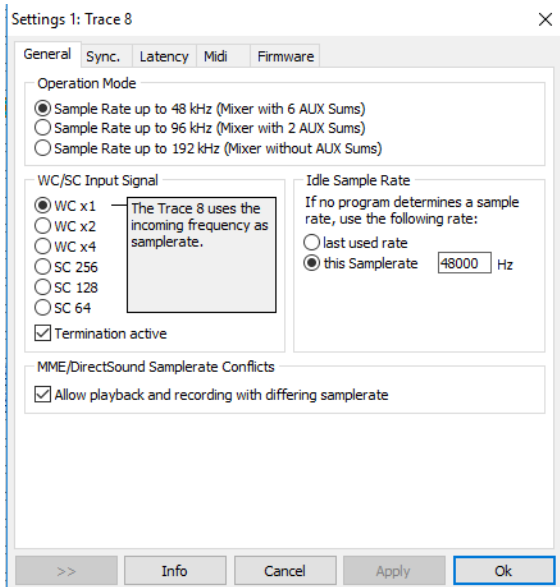 Settings 1: Trace 8
General Sync. Latency Midi Firmware
Operation Mode
Sample Rate up to 48 kHz (Mixer with 6 AUX Sums)
Sample Rate up to 96 kHz (Mixer with 2 AUX Sums)
Sample Rate up to 192 kHz (Mixer without AUX Sums)
WC/SC Input Signal
WC x1
WC x2
WC x4
SC 256
SC 128
SC 64
The Trace 8 uses the
incoming frequency as
samplerate.
Termination active
Idle Sample Rate
If no program determines a sample
rate, use the following rate:
last used rate
this Samplerate 48000 Hz
MME/DirectSound Samplerate Conflicts
Allow playback and recording with differing samplerate
>> Info Cancel Apply Ok